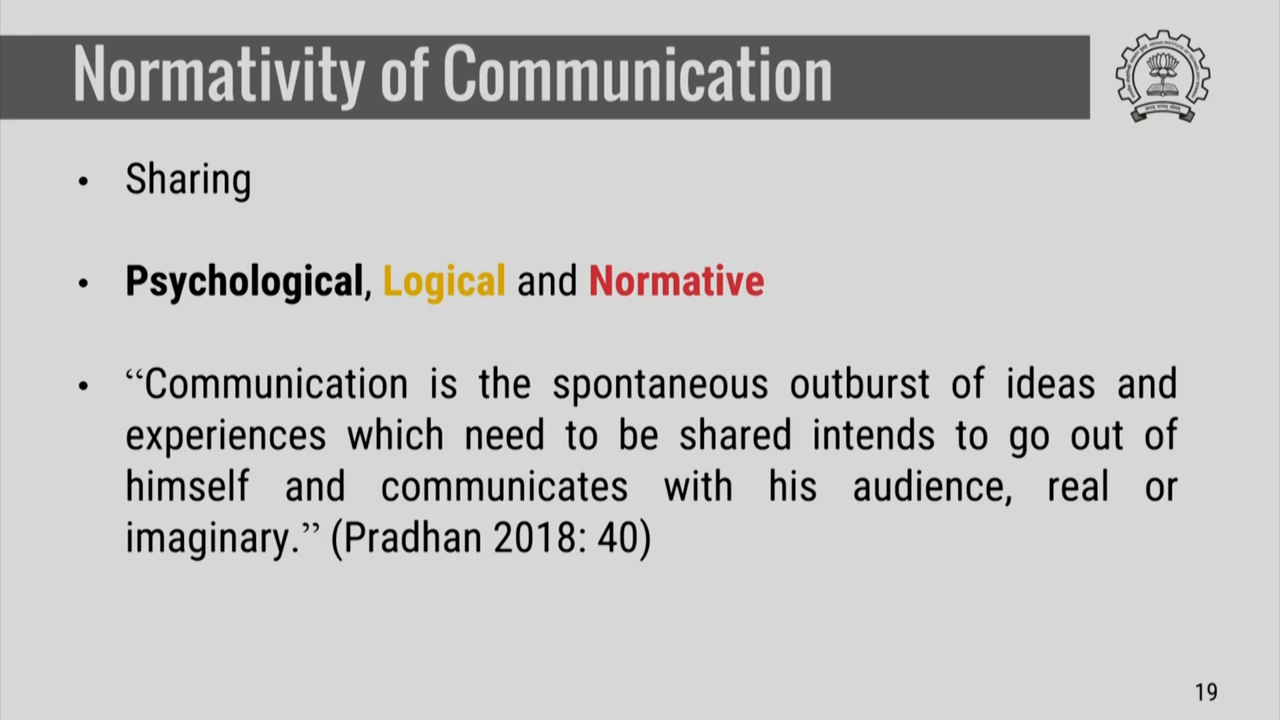 Normativity of Communication
• Sharing
• Psychological, Logical and Normative
• “Communication is the spontaneous outburst of ideas and
experiences which need to be shared intends to go out of
himself and communicates with his audience, real or
imaginary.” (Pradhan 2018: 40)
19